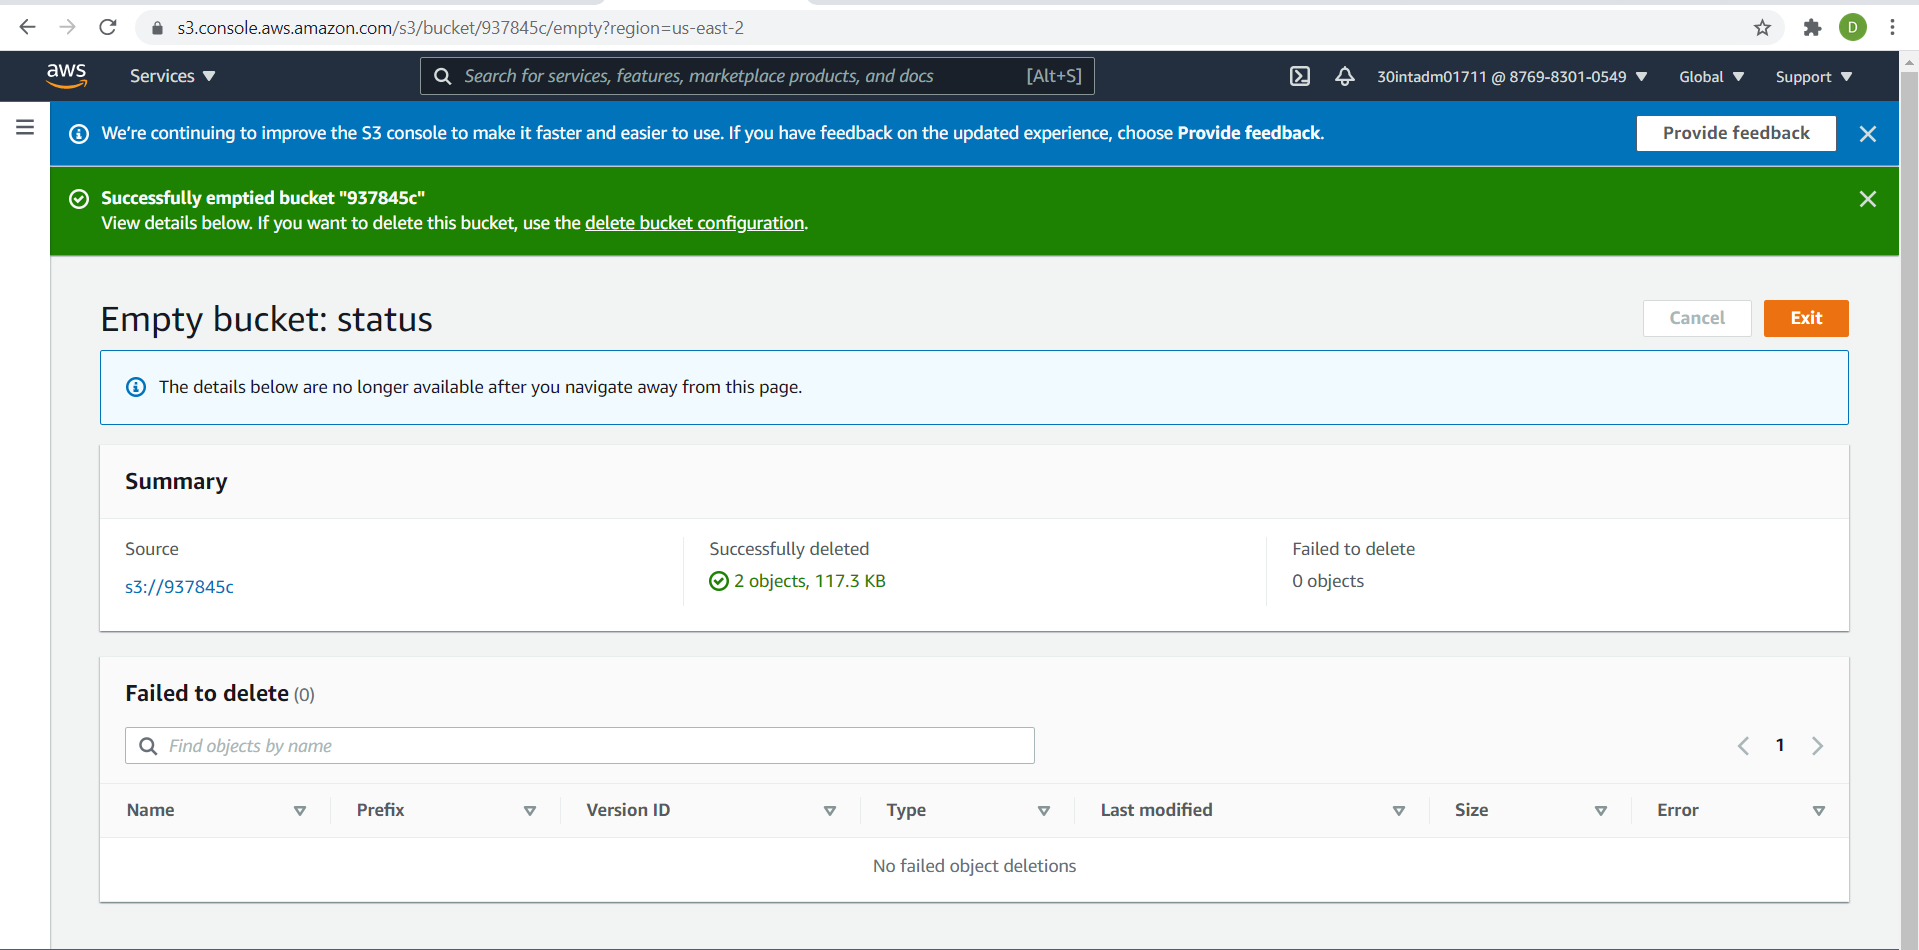 s3.console.aws.amazon.com/s3/bucket/937845c/empty?region=us-east-2
D
aws
Services
Search for services, features, marketplace products, and docs
[Alt+S]
30intadm01711 @ 8769-8301-0549
Global
Support
We're continuing to improve the S3 console to make it faster and easier to use. If you have feedback on the updated experience, choose Provide feedback.
Provide feedback
Successfully emptied bucket "937845c"
View details below. If you want to delete this bucket, use the delete bucket configuration.
Empty bucket: status
Cancel
Exit
The details below are no longer available after you navigate away from this page.
Summary
Source
s3://937845c
Successfully deleted
2 objects, 117.3 KB
Failed to delete
0 objects
Failed to delete (0)
Find objects by name
1
Name
Prefix
Version ID
Type
Last modified
Size
Error
No failed object deletions